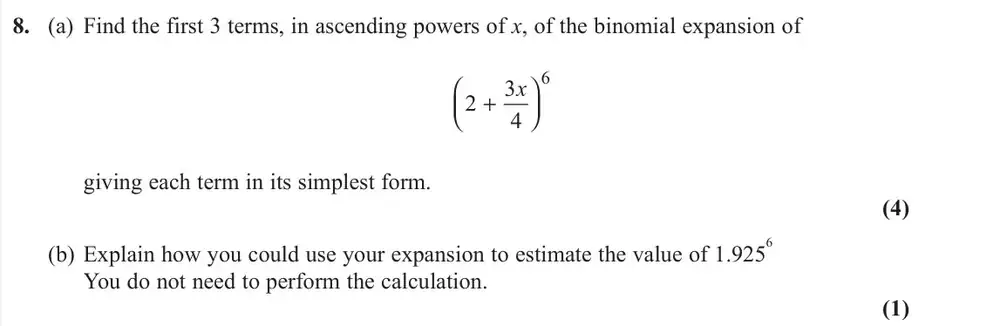 8. (a) Find the first 3 terms, in ascending powers of x, of the binomial expansion of
(2 + 3x/4)^6
giving each term in its simplest form.
(4)
(b) Explain how you could use your expansion to estimate the value of 1.925^6
You do not need to perform the calculation.
(1)